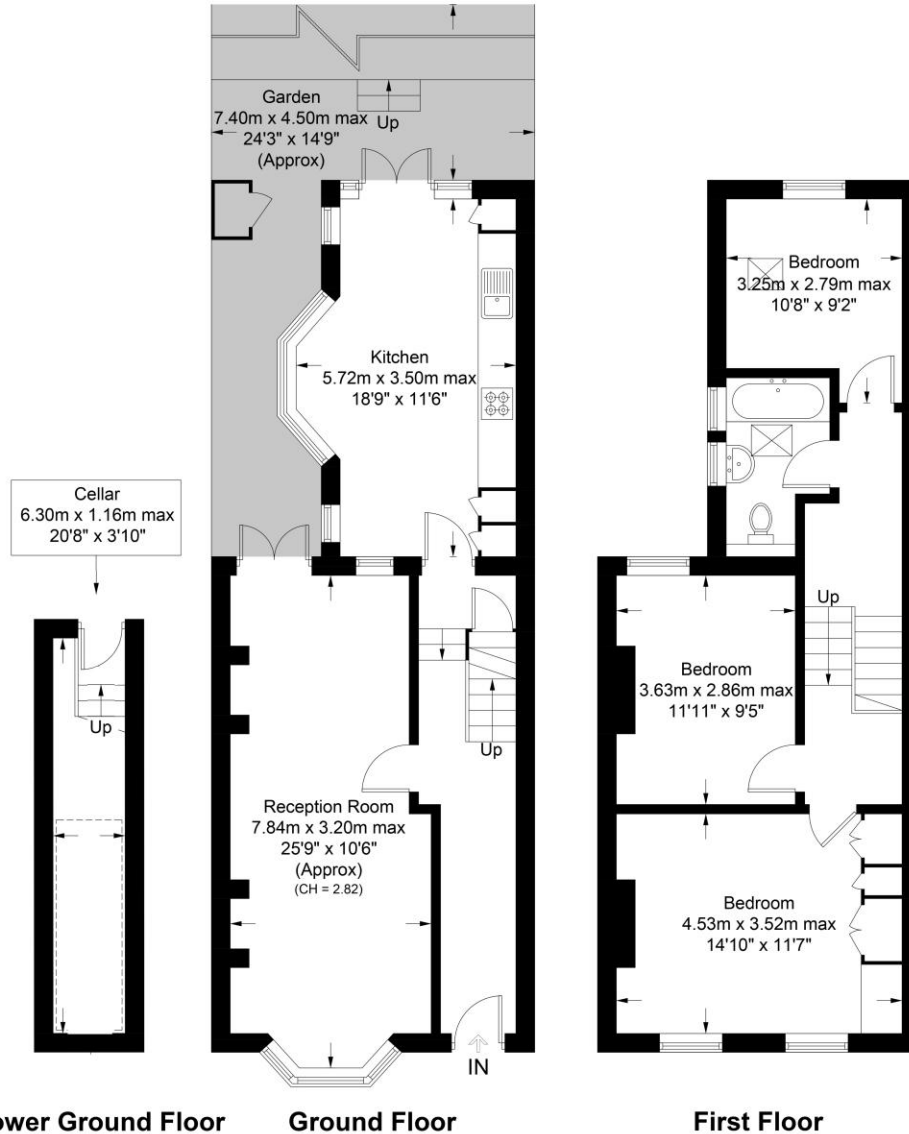 Garden
7.40m x 4.50m max
24'3" x 14'9"
(Approx)
Up
Kitchen
5.72m x 3.50m max
18'9" x 11'6"
Cellar
6.30m x 1.16m max
20'8" x 3'10"
Up
Up
Reception Room
7.84m x 3.20m max
25'9" x 10'6"
(Approx)
(CH = 2.82)
IN
Bedroom
3.25m x 2.79m max
10'8" x 9'2"
Up
Bedroom
3.63m x 2.86m max
11'11" x 9'5"
Bedroom
4.53m x 3.52m max
14'10" x 11'7"
ower Ground Floor
Ground Floor
First Floor